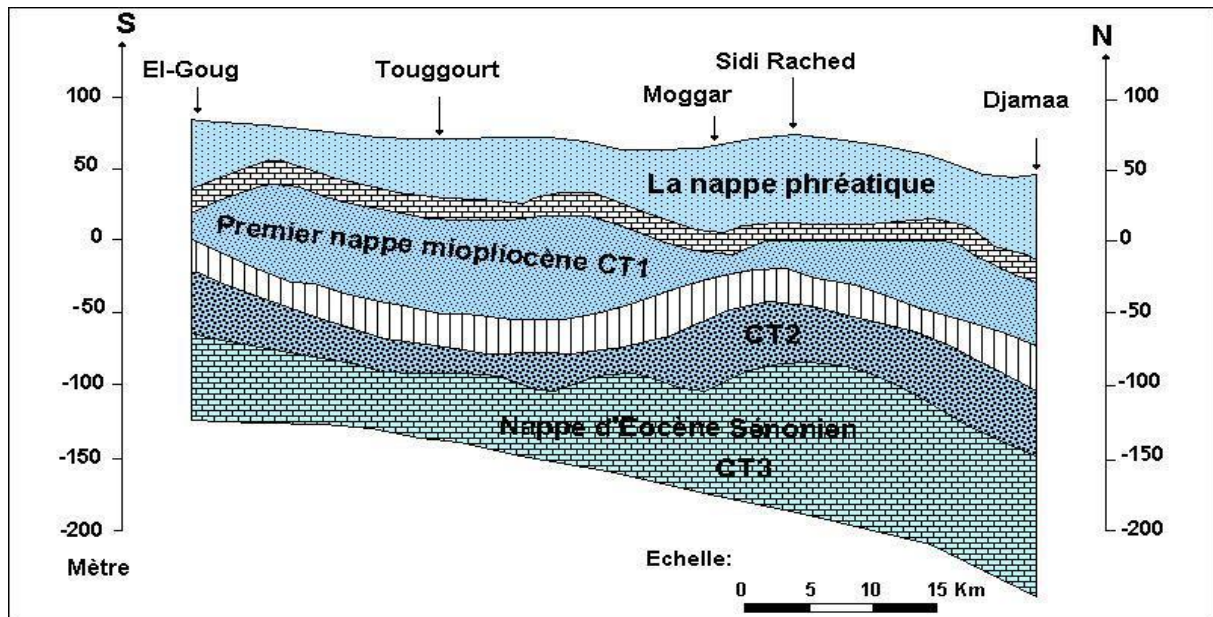 S
N
El-Goug
Touggourt
Moggar
Sidi Rached
Djamaa
100
50
0
-50
-100
-150
-200
Mètre
100
50
0
-50
-100
-150
-200
La nappe phréatique
Premier nappe miopliocène CT1
CT2
Nappe d'Eocène Sénonien
CT3
Echelle:
0 5 10 15 Km